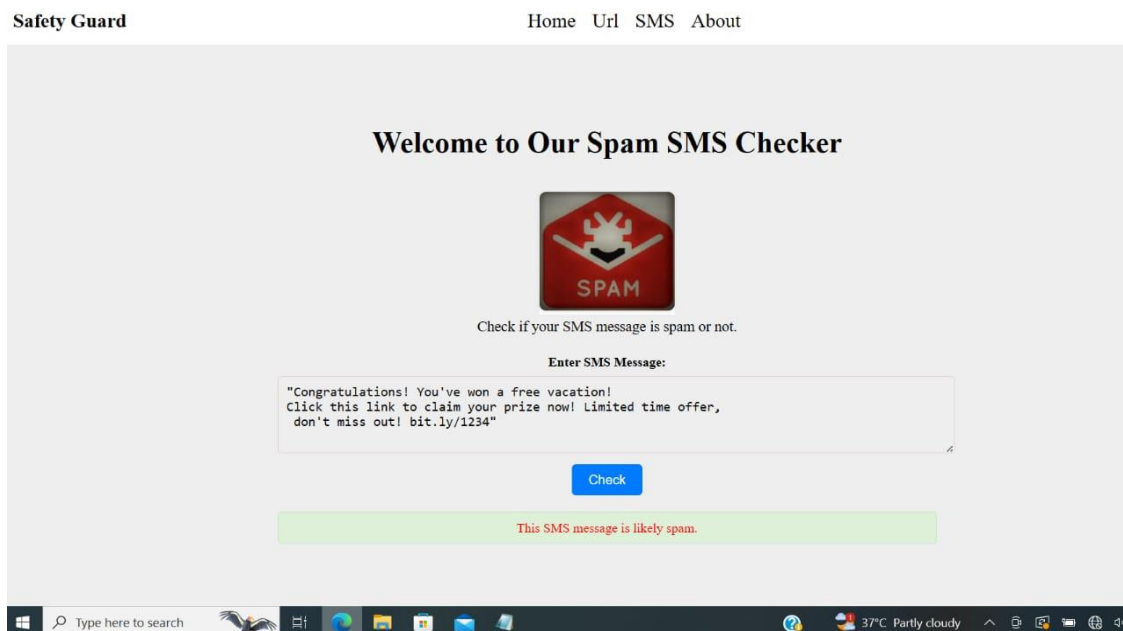 Safety Guard
Home Url SMS About
Welcome to Our Spam SMS Checker
SPAM
Check if your SMS message is spam or not.
Enter SMS Message:
"Congratulations! You've won a free vacation!
Click this link to claim your prize now! Limited time offer,
don't miss out! bit.ly/1234"
Check
This SMS message is likely spam.
Type here to search
37°C Partly cloudy